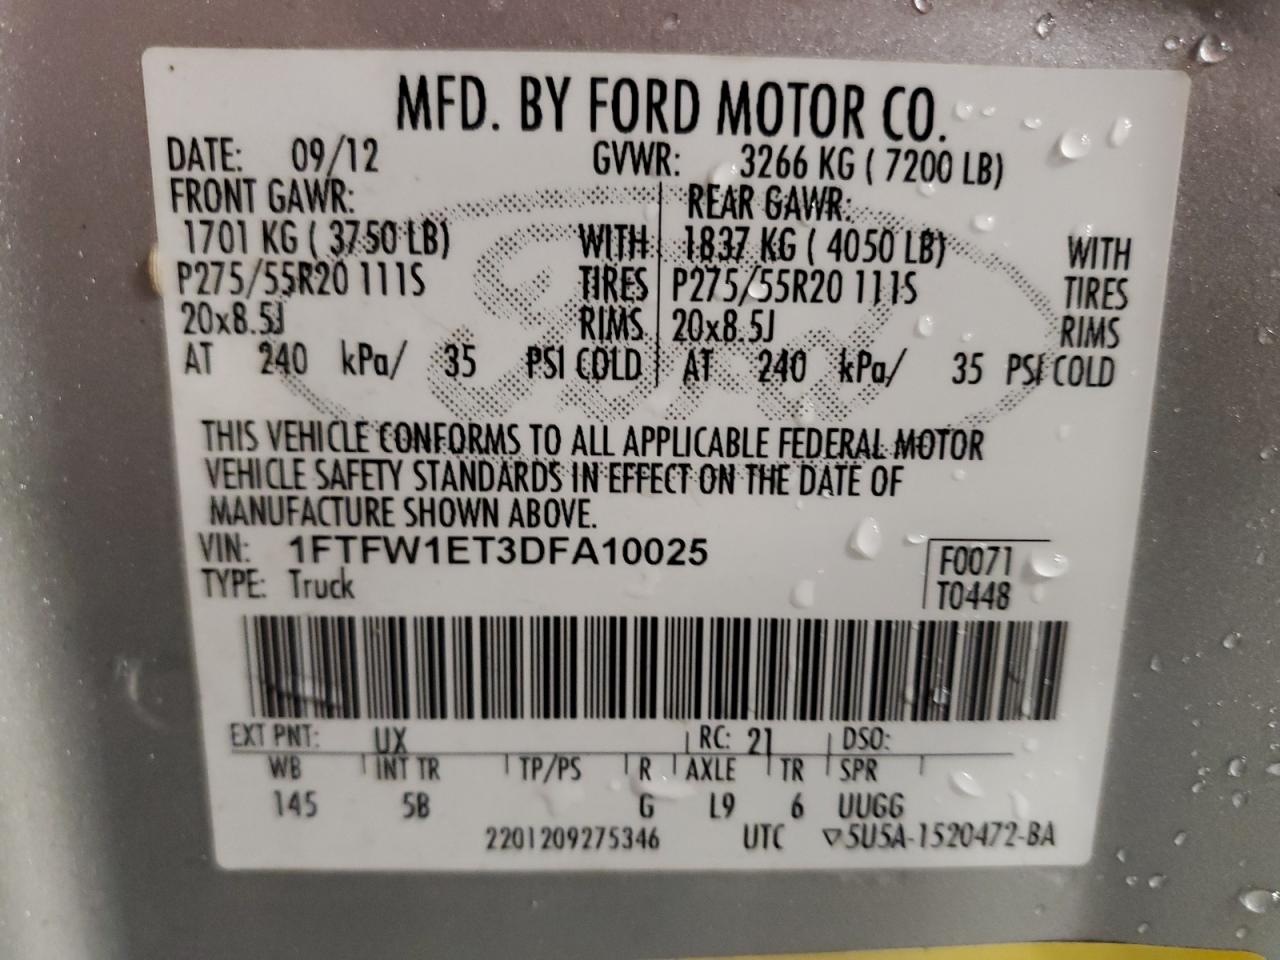 MFD. BY FORD MOTOR CO.
DATE: 09/12 GVWR: 3266 KG ( 7200 LB)
FRONT GAWR: REAR GAWR:
1701 KG ( 3750 LB) WITH 1837 KG ( 4050 LB) WITH
P275/55R20 111S TIRES P275/55R20 111S TIRES
20x8.5J RIMS 20x8.5J RIMS
AT 240 kPa/ 35 PSI COLD AT 240 kPa/ 35 PSI COLD
THIS VEHICLE CONFORMS TO ALL APPLICABLE FEDERAL MOTOR
VEHICLE SAFETY STANDARDS IN EFFECT ON THE DATE OF
MANUFACTURE SHOWN ABOVE.
VIN: 1FTFW1ET3DFA10025 F0071
TYPE: Truck T0448
EXT PNT: UX RC: 21 DSO:
WB INT TR TP/PS R AXLE TR SPR
145 5B G L9 6 UUGG
2201209275346 UTC ▽5U5A-1520472-BA
Ford